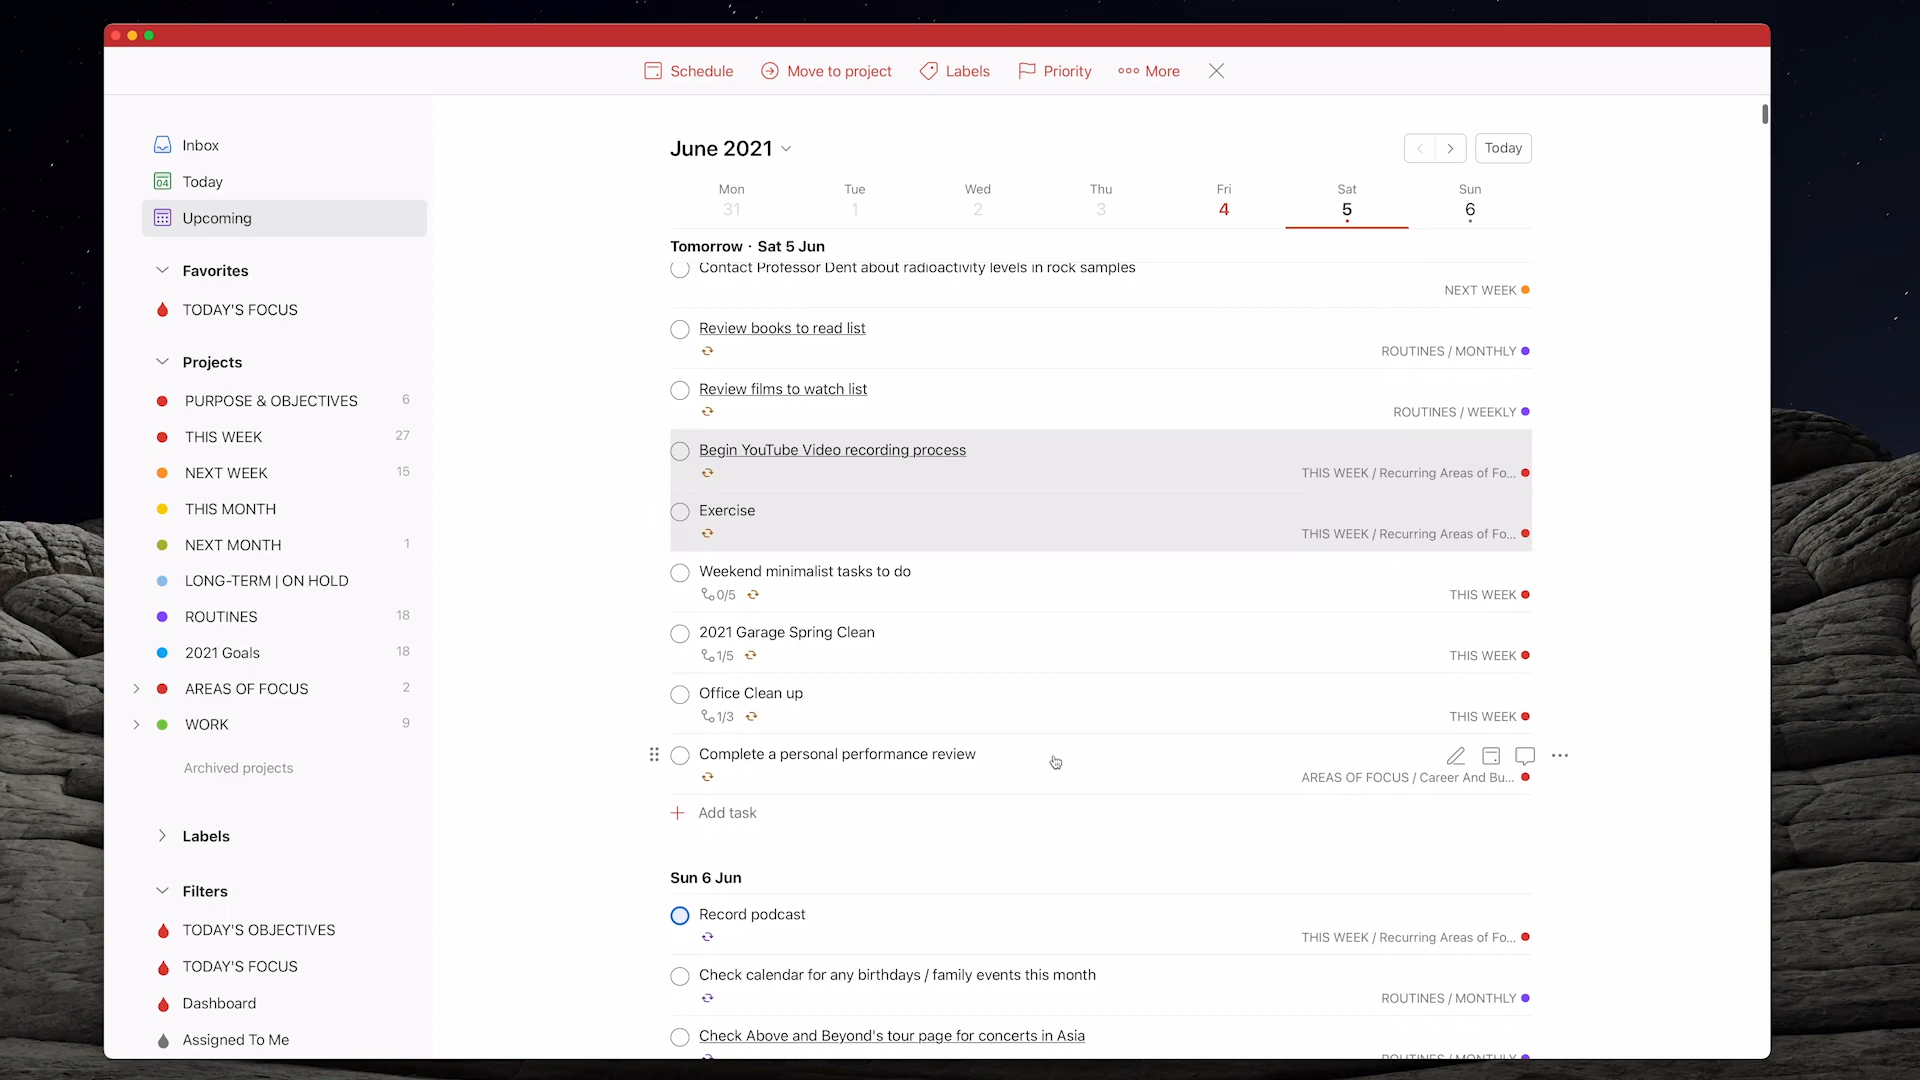 Schedule
Move to project
Labels
Priority
More
Inbox
04
Today
Upcoming
Favorites
TODAY'S FOCUS
Projects
PURPOSE & OBJECTIVES 6
THIS WEEK 27
NEXT WEEK 15
THIS MONTH
NEXT MONTH 1
LONG-TERM | ON HOLD
ROUTINES 18
2021 Goals 18
AREAS OF FOCUS 2
WORK 9
Archived projects
Labels
Filters
TODAY'S OBJECTIVES
TODAY'S FOCUS
Dashboard
Assigned To Me
June 2021
Today
Mon Tue Wed Thu Fri Sat Sun
31 1 2 3 4 5 6
Tomorrow · Sat 5 Jun
Contact Professor Dent about radioactivity levels in rock samples
NEXT WEEK
Review books to read list
ROUTINES / MONTHLY
Review films to watch list
ROUTINES / WEEKLY
Begin YouTube Video recording process
THIS WEEK / Recurring Areas of Fo...
Exercise
THIS WEEK / Recurring Areas of Fo...
Weekend minimalist tasks to do
0/5
THIS WEEK
2021 Garage Spring Clean
1/5
THIS WEEK
Office Clean up
1/3
THIS WEEK
Complete a personal performance review
AREAS OF FOCUS / Career And Bu...
Add task
Sun 6 Jun
Record podcast
THIS WEEK / Recurring Areas of Fo...
Check calendar for any birthdays / family events this month
ROUTINES / MONTHLY
Check Above and Beyond's tour page for concerts in Asia
ROUTINES / MONTHLY